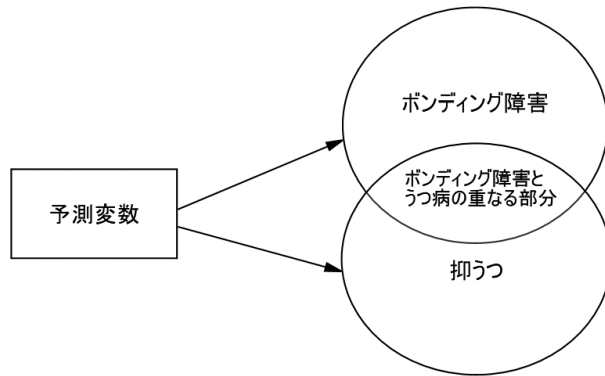 ボンディング障害
ボンディング障害と
うつ病の重なる部分
予測変数
抑うつ